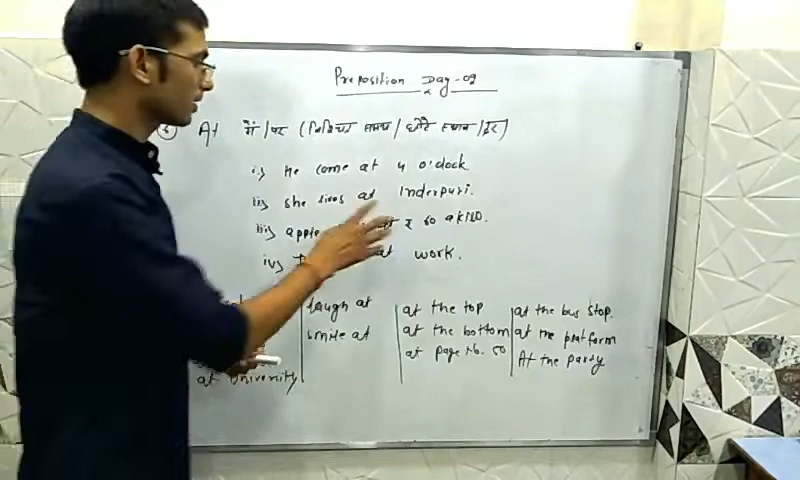 Preposition Day-09
At में/पर (निश्चित समय/छोटे स्थान/दर)
i) He come at 4 o'clock
ii) she lives at Inderpuri.
iii) apple ₹ 60 a kilo.
iv) at work.
laugh at
smile at
at University
at the top
at the bottom
at page No. 50
at the bus stop.
at the platform
At the party